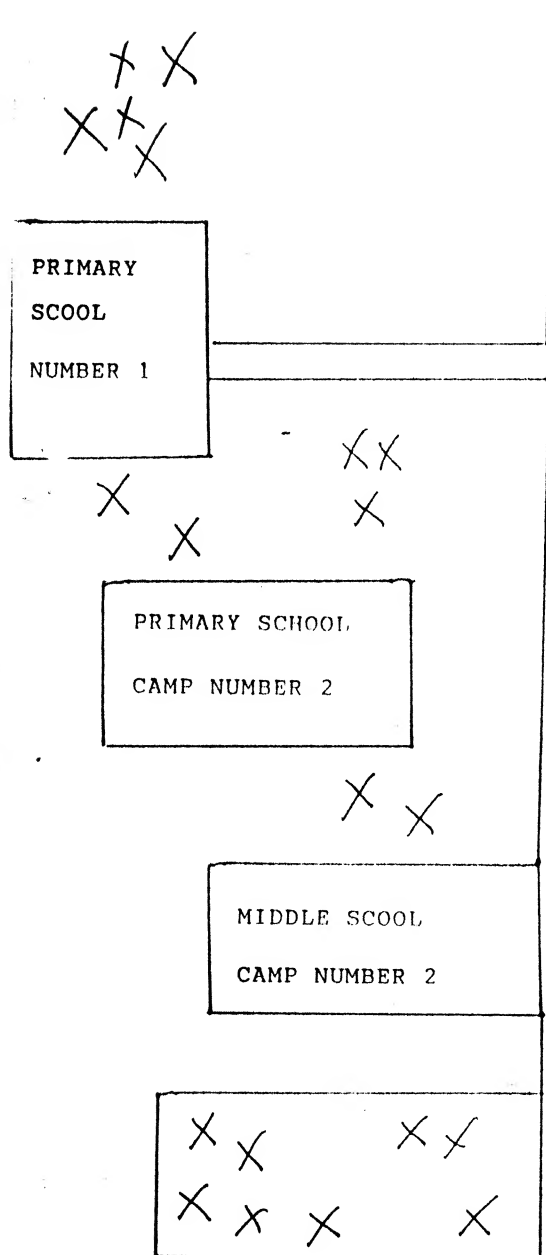 PRIMARY
SCOOL
NUMBER 1
PRIMARY SCHOOL
CAMP NUMBER 2
MIDDLE SCOOL
CAMP NUMBER 2